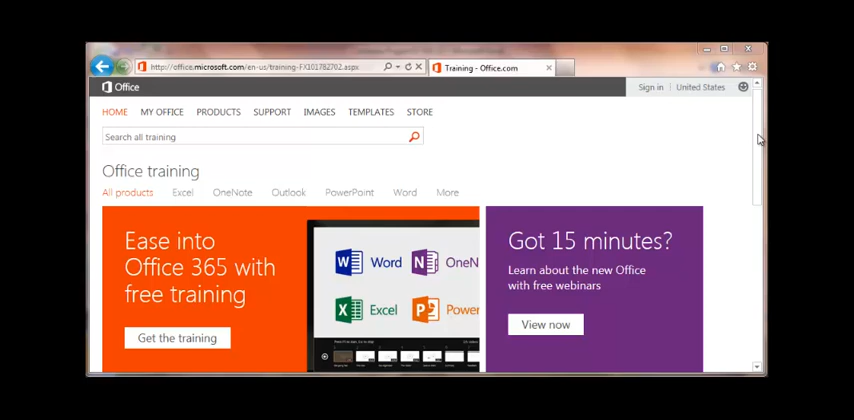 http://office.microsoft.com/en-us/training-FX101782702.aspx
Training - Office.com
Office
Sign in | United States
HOME MY OFFICE PRODUCTS SUPPORT IMAGES TEMPLATES STORE
Search all training
Office training
All products Excel OneNote Outlook PowerPoint Word More
Ease into
Office 365 with
free training
Get the training
Word OneN
Excel Power
Got 15 minutes?
Learn about the new Office
with free webinars
View now